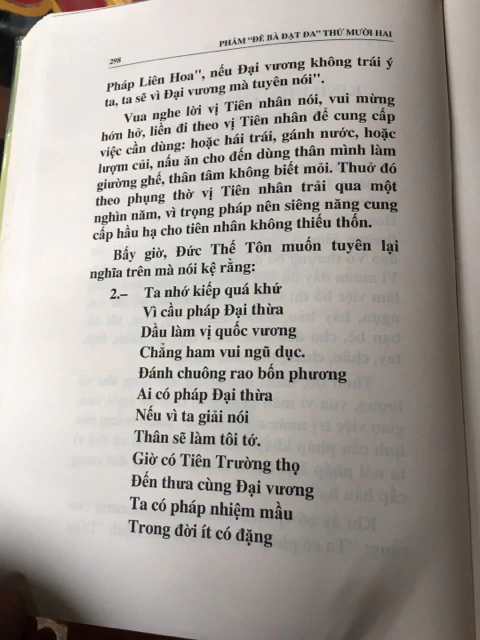 298
PHẨM "ĐỀ BÀ ĐẠT ĐA" THỨ MƯỜI HAI
Pháp Liên Hoa", nếu Đại vương không trái ý
ta, ta sẽ vì Đại vương mà tuyên nói".
Vua nghe lời vị Tiên nhân nói, vui mừng
hớn hở, liền đi theo vị Tiên nhân để cung cấp
việc cần dùng: hoặc hái trái, gánh nước, hoặc
lượm củi, nấu ăn cho đến dùng thân mình làm
giường ghế, thân tâm không biết mỏi. Thuở đó
theo phụng thờ vị Tiên nhân trải qua một
nghìn năm, vì trọng pháp nên siêng năng cung
cấp hầu hạ cho tiên nhân không thiếu thốn.
Bấy giờ, Đức Thế Tôn muốn tuyên lại
nghĩa trên mà nói kệ rằng:
2.– Ta nhớ kiếp quá khứ
Vì cầu pháp Đại thừa
Dầu làm vị quốc vương
Chẳng ham vui ngũ dục.
Đánh chuông rao bốn phương
Ai có pháp Đại thừa
Nếu vì ta giải nói
Thân sẽ làm tôi tớ.
Giờ có Tiên Trường thọ
Đến thưa cùng Đại vương
Ta có pháp nhiệm mầu
Trong đời ít có đặng